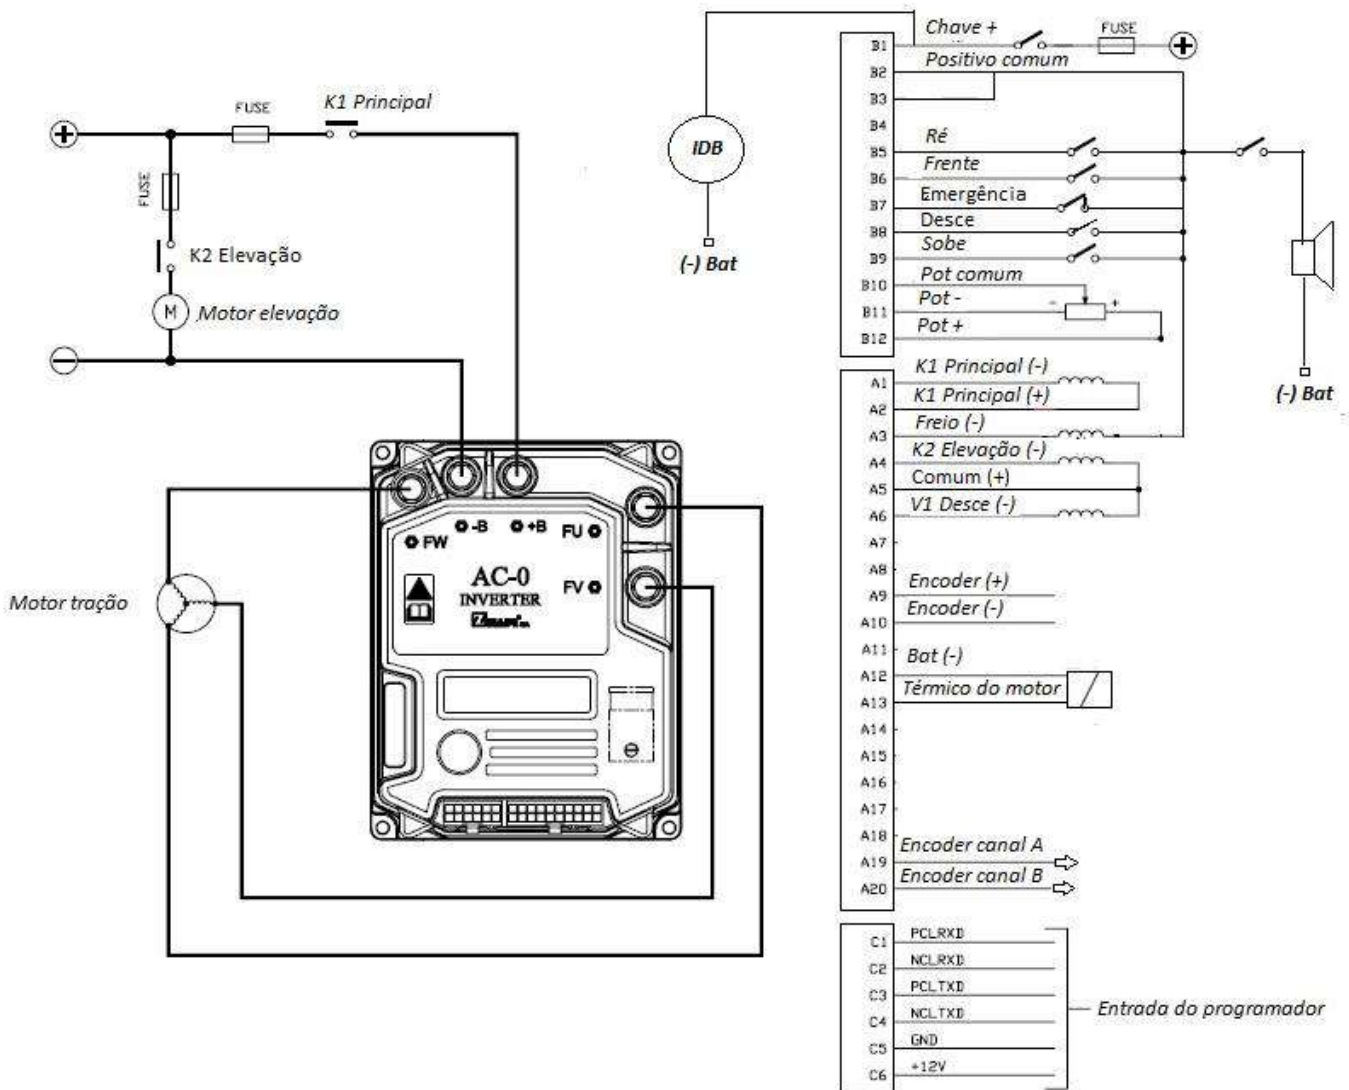 Chave +
FUSE
B1
Positivo comum
B2
B3
B4
Ré
B5
Frente
B6
Emergência
B7
Desce
B8
Sobe
B9
Pot comum
B10
Pot -
- +
B11
Pot +
B12
IDB
(-) Bat
(-) Bat
K1 Principal
FUSE
+
FUSE
K2 Elevação
M
Motor elevação
K1 Principal (-)
A1
K1 Principal (+)
A2
Freio (-)
A3
K2 Elevação (-)
A4
Comum (+)
A5
V1 Desce (-)
A6
A7
A8
Encoder (+)
A9
Encoder (-)
A10
A11
Bat (-)
A12
Térmico do motor
A13
A14
A15
A16
A17
A18
Encoder canal A
A19
Encoder canal B
A20
-B +B FU
FW
AC-0
INVERTER
FV
Motor tração
PCLRXD
C1
NCLRXD
C2
PCLTXD
C3
NCLTXD
C4
GND
C5
+12V
C6
Entrada do programador